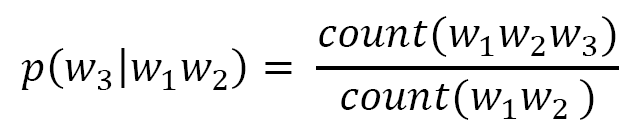 p(w₃|w₁w₂) = count(w₁w₂w₃) / count(w₁w₂ )